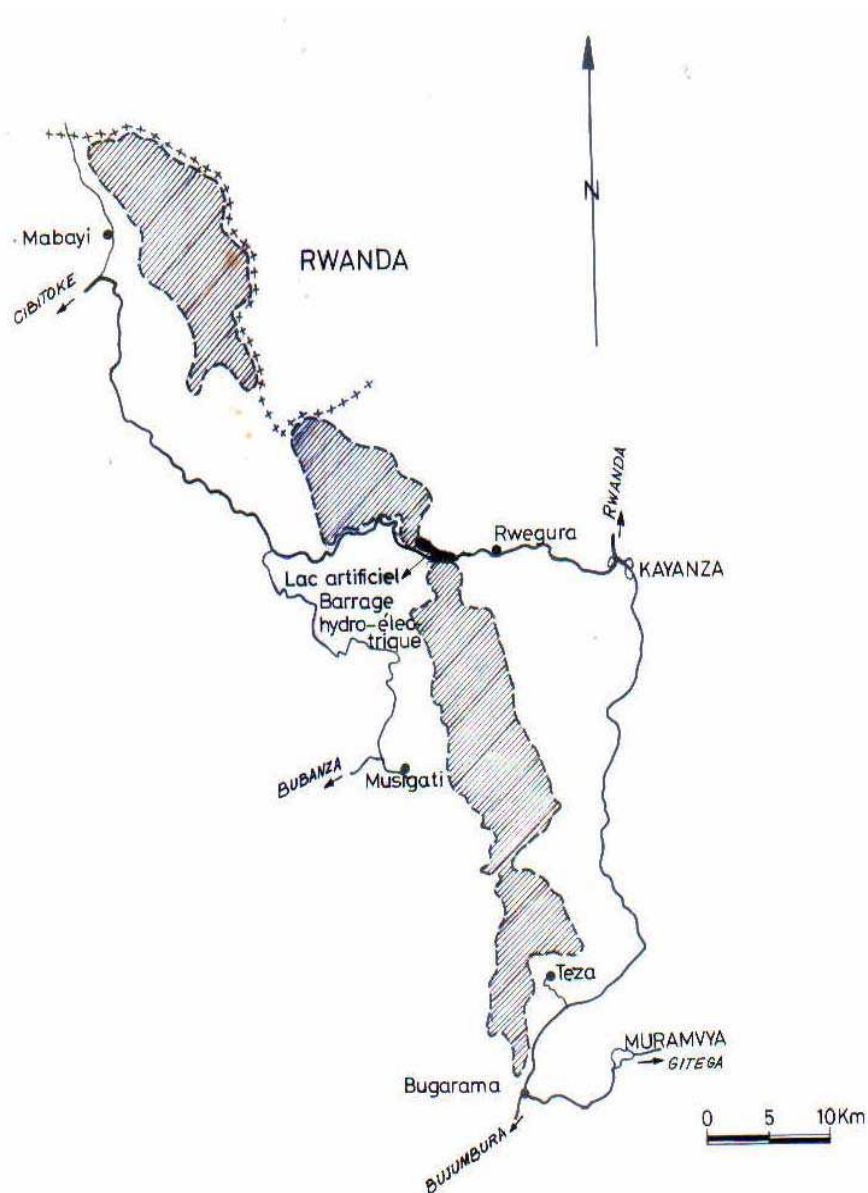 N
Mabayi
RWANDA
CIBITOKE
RWANDA
Rwegura
KAYANZA
Lac artificiel
Barrage
hydro-élec-
trique
BUBANZA
Musigati
Teza
MURAMVYA
GITEGA
Bugarama
BUJUMBURA
0 5 10Km